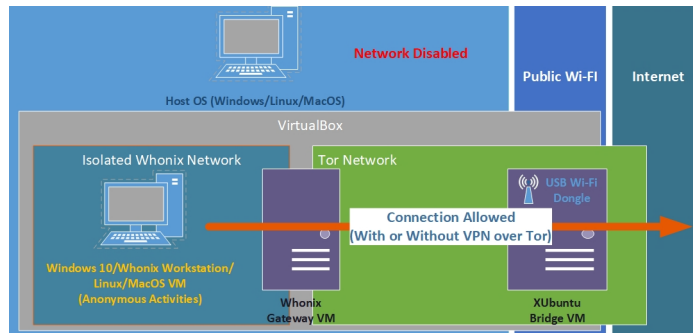 Network Disabled
Public Wi-FI
Internet
Host OS (Windows/Linux/MacOS)
VirtualBox
Isolated Whonix Network
Tor Network
USB Wi-Fi
Dongle
Connection Allowed
(With or Without VPN over Tor)
Windows 10/Whonix Workstation/
Linux/MacOS VM
(Anonymous Activities)
Whonix
Gateway VM
XUbuntu
Bridge VM